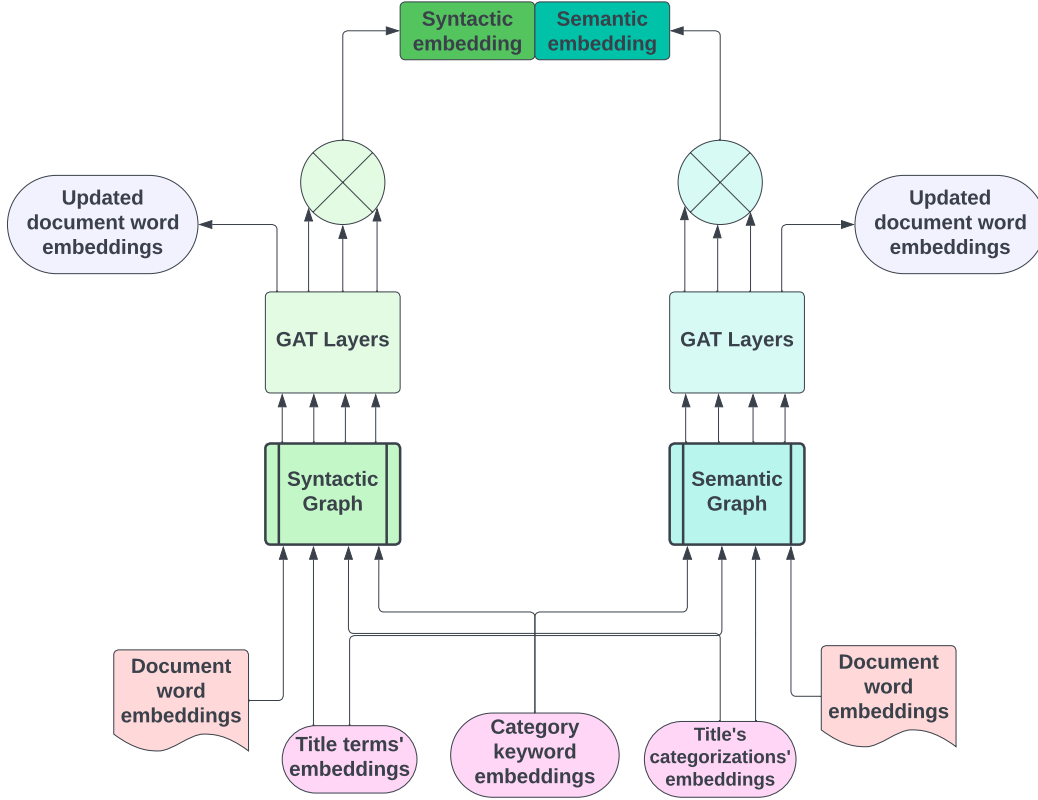 Syntactic
embedding
Semantic
embedding
Updated
document word
embeddings
Updated
document word
embeddings
GAT Layers
GAT Layers
Syntactic
Graph
Semantic
Graph
Document
word
embeddings
Document
word
embeddings
Title terms'
embeddings
Category
keyword
embeddings
Title's
categorizations'
embeddings